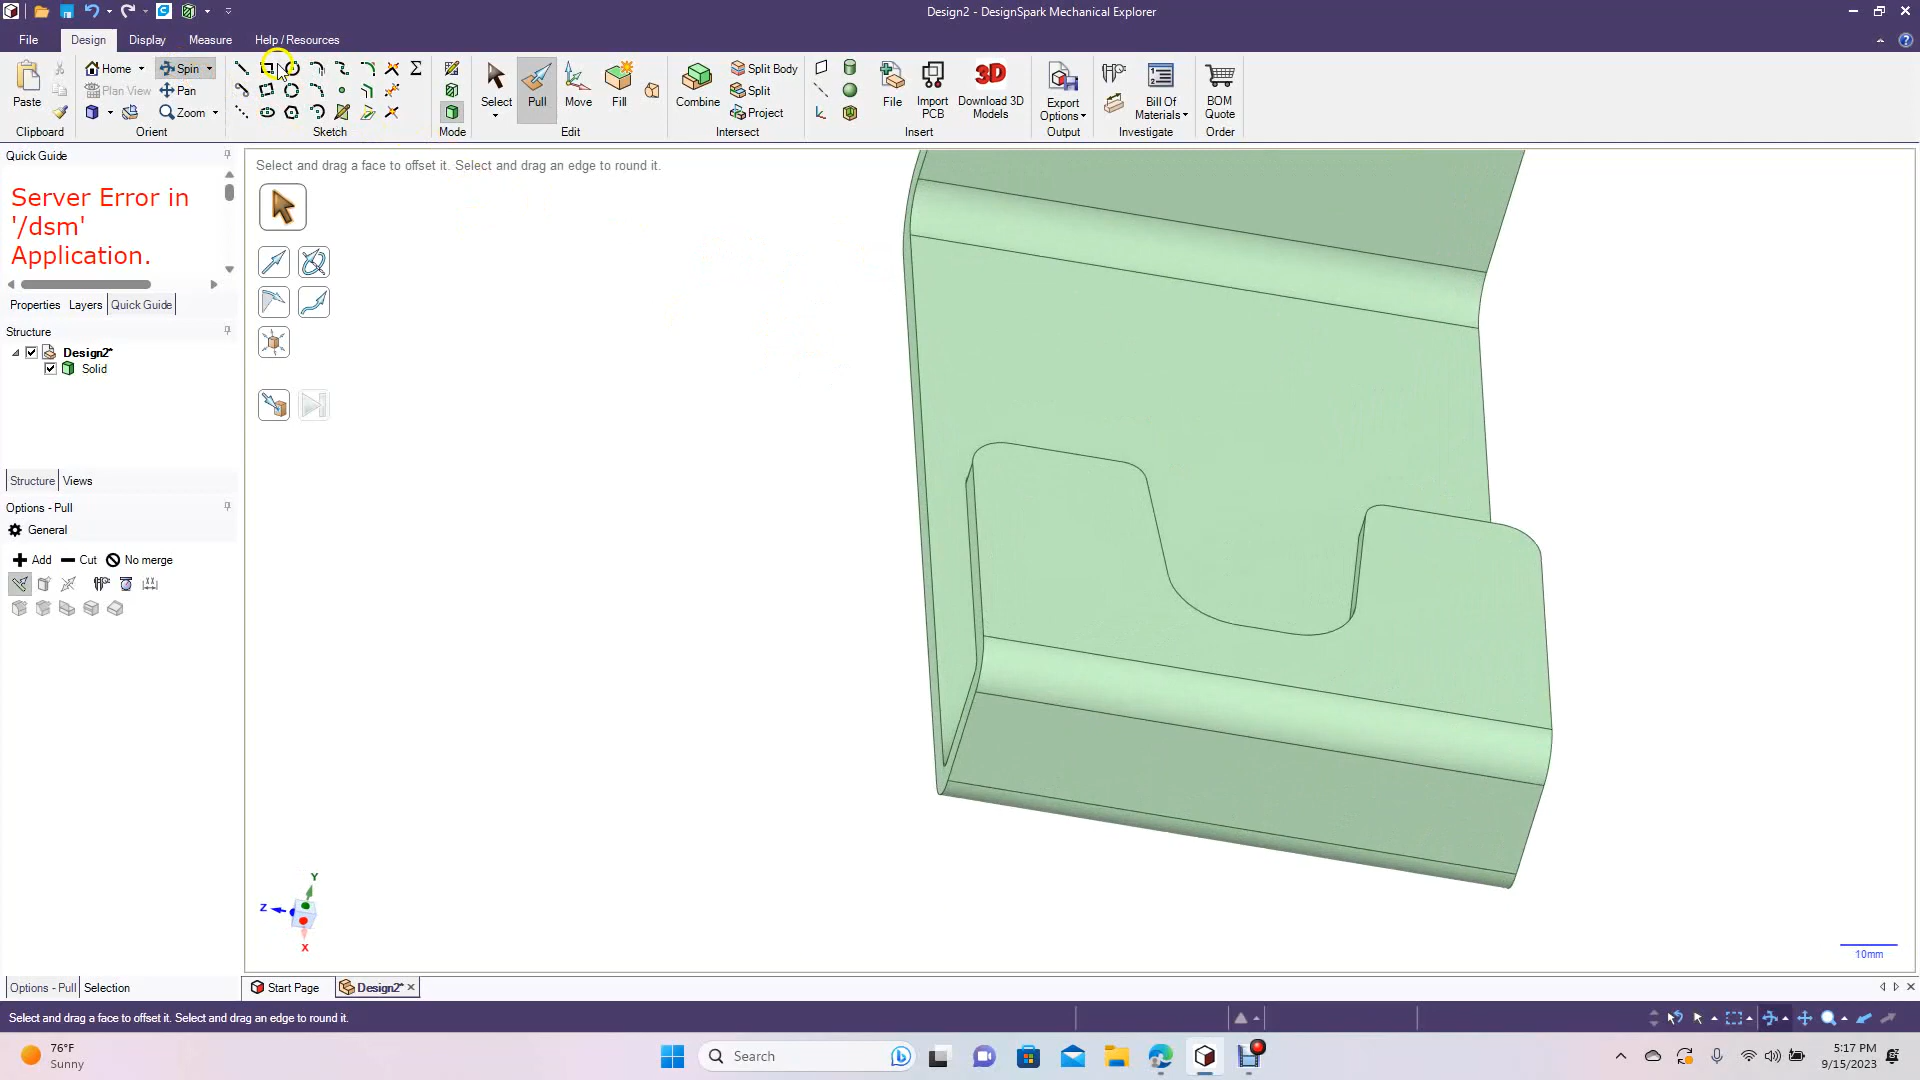 Design2 - DesignSpark Mechanical Explorer
File Design Display Measure Help / Resources
Paste
Clipboard
Home Spin
Plan View Pan
Zoom
Orient
Sketch
Mode
Select Pull Move Fill
Edit
Combine
Split Body
Split
Project
Intersect
File
Import PCB
3D
Download 3D Models
Insert
Export Options
Output
Bill Of Materials
Investigate
BOM Quote
Order
Quick Guide
Server Error in
'/dsm'
Application.
Properties Layers Quick Guide
Structure
Design2*
Solid
Structure Views
Options - Pull
General
Add Cut No merge
Options - Pull Selection
Select and drag a face to offset it. Select and drag an edge to round it.
Y
Z
X
10mm
Start Page Design2*
Select and drag a face to offset it. Select and drag an edge to round it.
76°F
Sunny
Search
5:17 PM
9/15/2023